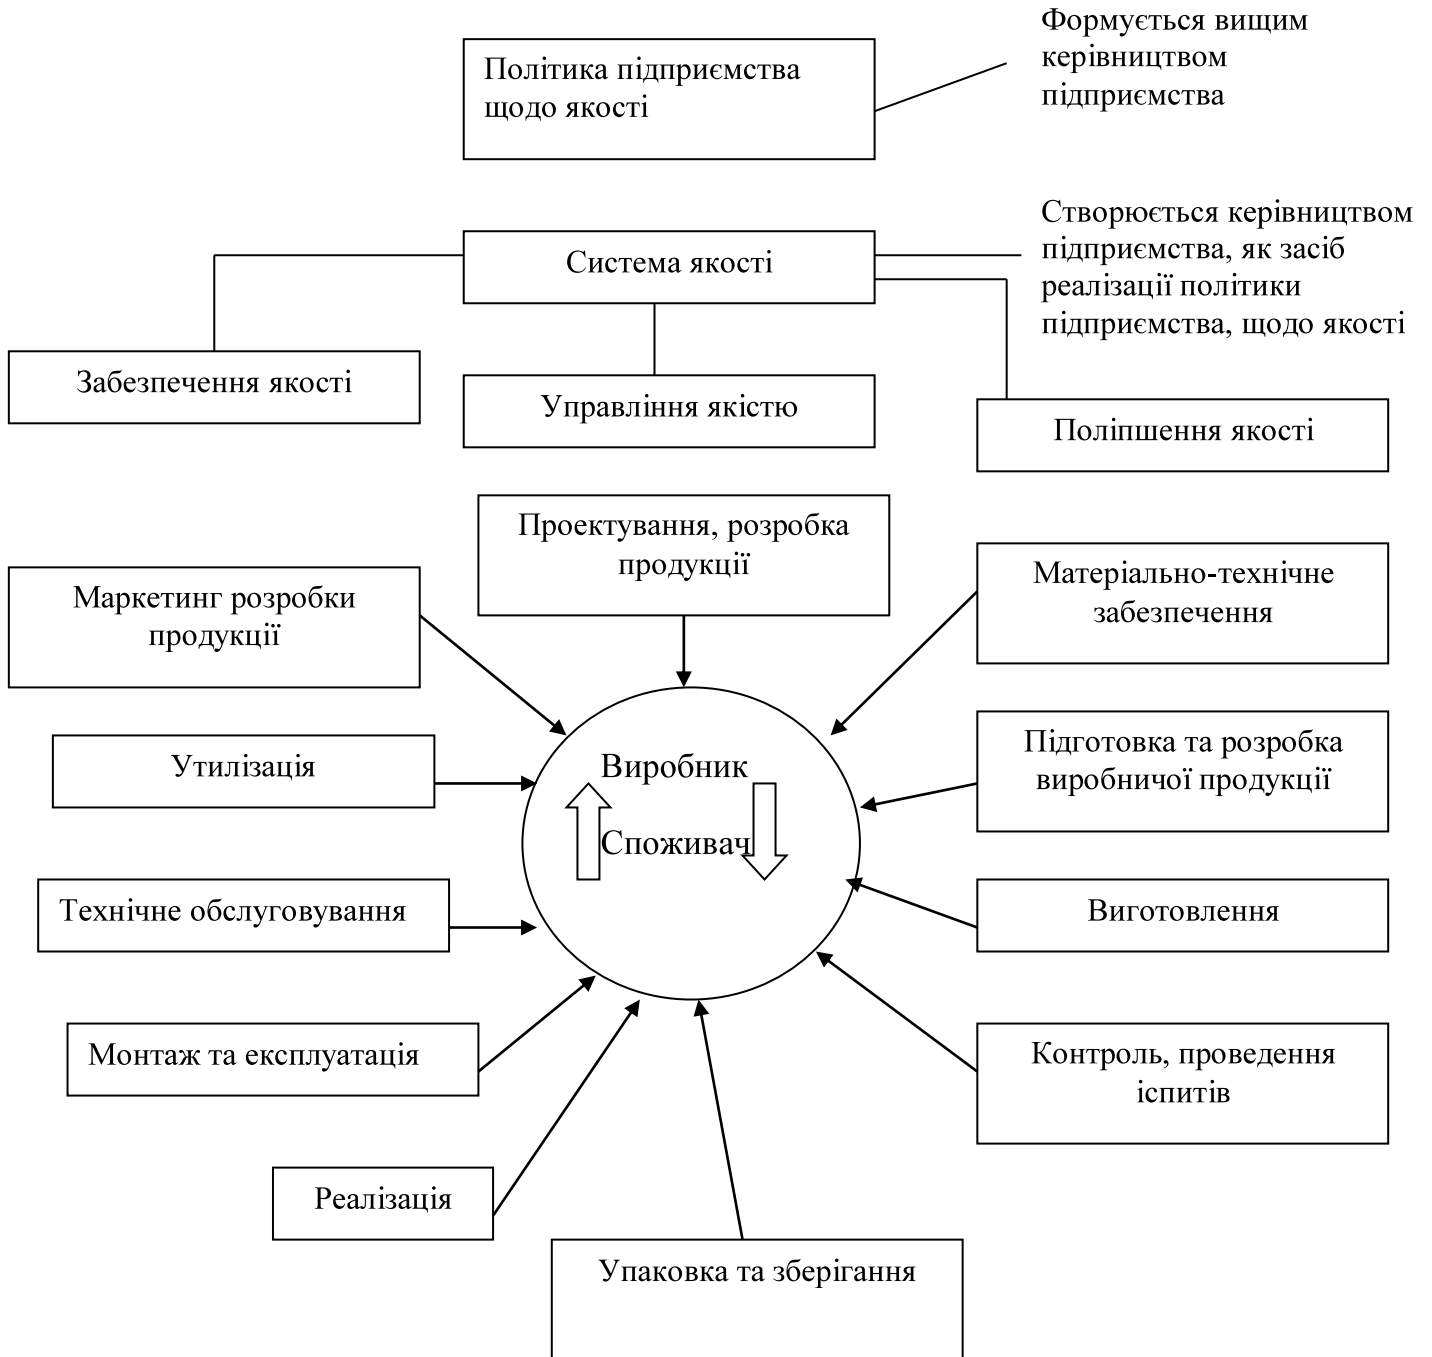 Формується вищим
керівництвом
підприємства
Політика підприємства
щодо якості
Створюється керівництвом
підприємства, як засіб
реалізації політики
підприємства, щодо якості
Система якості
Забезпечення якості
Управління якістю
Поліпшення якості
Проектування, розробка
продукції
Матеріально-технічне
забезпечення
Маркетинг розробки
продукції
Підготовка та розробка
виробничої продукції
Утилізація
Виробник
Споживач
Технічне обслуговування
Виготовлення
Монтаж та експлуатація
Контроль, проведення
іспитів
Реалізація
Упаковка та зберігання